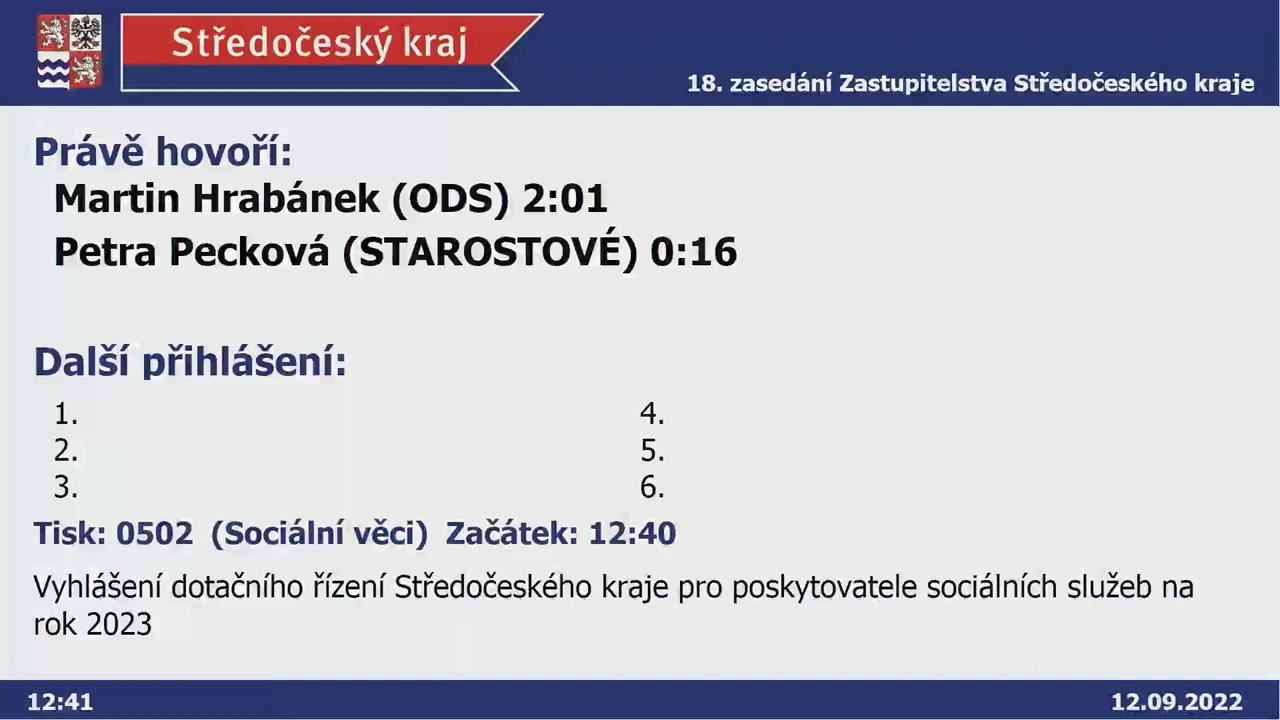 Středočeský kraj
18. zasedání Zastupitelstva Středočeského kraje
Právě hovoří:
Martin Hrabánek (ODS) 2:01
Petra Pecková (STAROSTOVÉ) 0:16
Další přihlášení:
1.
2.
3.
4.
5.
6.
Tisk: 0502 (Sociální věci) Začátek: 12:40
Vyhlášení dotačního řízení Středočeského kraje pro poskytovatele sociálních služeb na
rok 2023
12:41
12.09.2022